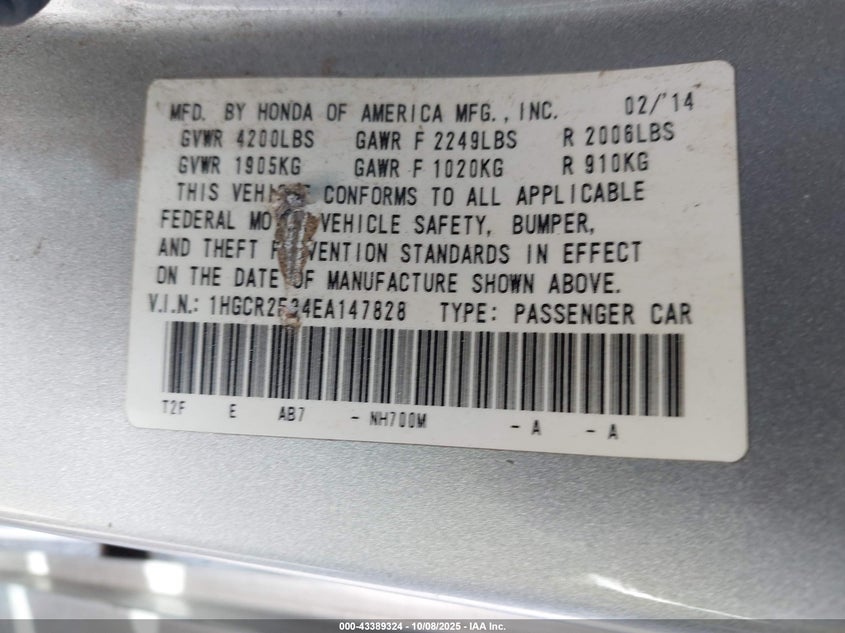 MFD. BY HONDA OF AMERICA MFG., INC. 02/'14
GVWR 4200LBS GAWR F 2249LBS R 2006LBS
GVWR 1905KG GAWR F 1020KG R 910KG
THIS CONFORMS TO ALL APPLICABLE
FEDERAL VEHICLE SAFETY, BUMPER,
AND THEFT STANDARDS IN EFFECT
ON THE DATE OF MANUFACTURE SHOWN ABOVE.
V.I.N.: TYPE: PASSENGER CAR
T2F E AB7 - NH700M - A - A
000-43389324 | 10/08/2025 - IAA Inc.